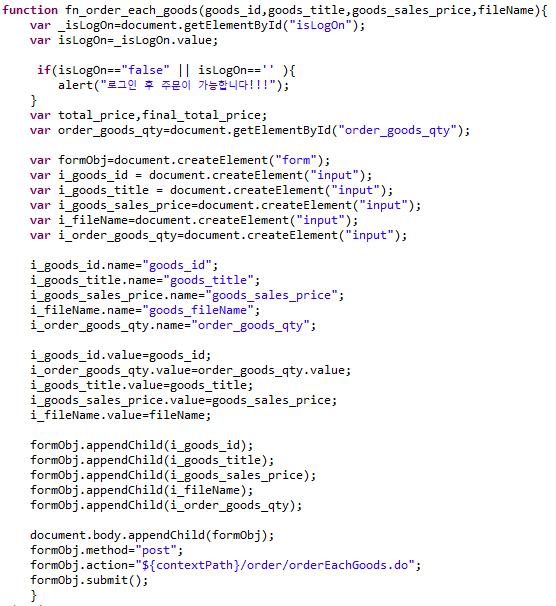 function fn_order_each_goods(goods_id,goods_title,goods_sales_price,fileName){
var _isLogOn=document.getElementById("isLogOn");
var isLogOn=_isLogOn.value;
if(isLogOn=="false" || isLogOn=='' ){
alert("로그인 후 주문이 가능합니다!!!");
}
var total_price,final_total_price;
var order_goods_qty=document.getElementById("order_goods_qty");
var formObj=document.createElement("form");
var i_goods_id = document.createElement("input");
var i_goods_title = document.createElement("input");
var i_goods_sales_price=document.createElement("input");
var i_fileName=document.createElement("input");
var i_order_goods_qty=document.createElement("input");
i_goods_id.name="goods_id";
i_goods_title.name="goods_title";
i_goods_sales_price.name="goods_sales_price";
i_fileName.name="goods_fileName";
i_order_goods_qty.name="order_goods_qty";
i_goods_id.value=goods_id;
i_order_goods_qty.value=order_goods_qty.value;
i_goods_title.value=goods_title;
i_goods_sales_price.value=goods_sales_price;
i_fileName.value=fileName;
formObj.appendChild(i_goods_id);
formObj.appendChild(i_goods_title);
formObj.appendChild(i_goods_sales_price);
formObj.appendChild(i_fileName);
formObj.appendChild(i_order_goods_qty);
document.body.appendChild(formObj);
formObj.method="post";
formObj.action="${contextPath}/order/orderEachGoods.do";
formObj.submit();
}